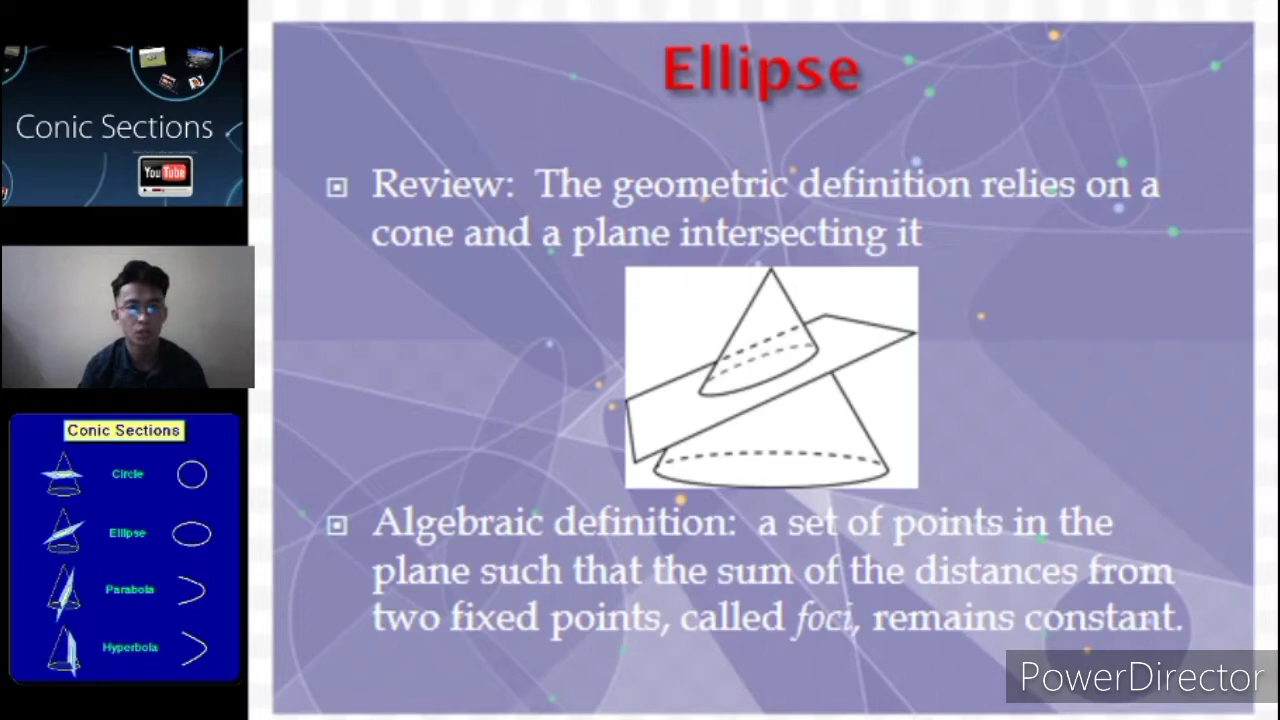 Conic Sections
YouTube
Conic Sections
Circle
Ellipse
Parabola
Hyperbola
Ellipse
Review: The geometric definition relies on a
cone and a plane intersecting it
Algebraic definition: a set of points in the
plane such that the sum of the distances from
two fixed points, called foci, remains constant.
PowerDirector